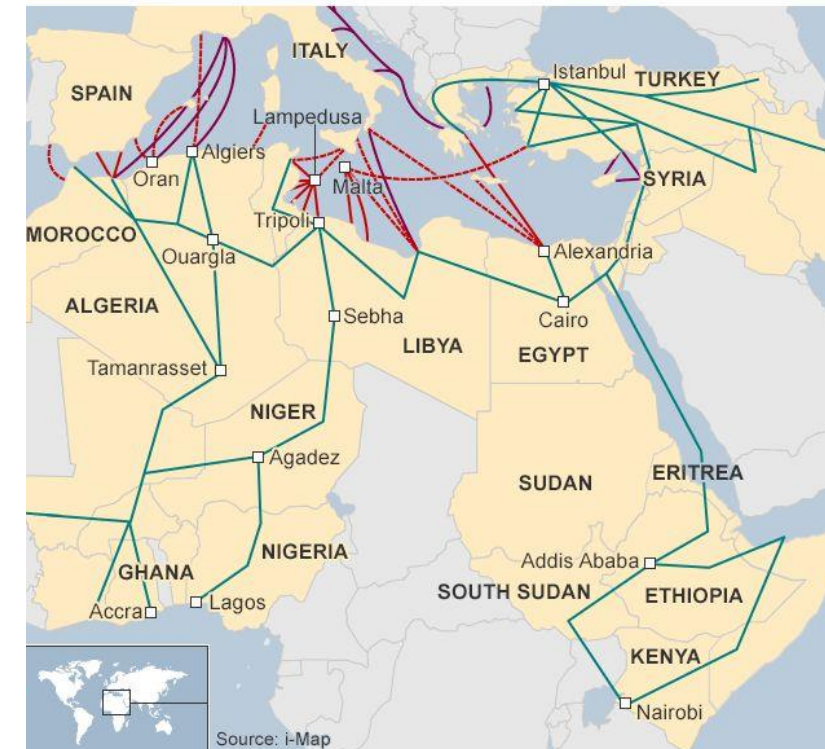 ITALY
Istanbul
TURKEY
SPAIN
Lampedusa
Algiers
Oran
Malta
SYRIA
Tripoli
MOROCCO
Ouargla
Alexandria
ALGERIA
Sebha
Cairo
LIBYA
EGYPT
Tamanrasset
NIGER
Agadez
ERITREA
SUDAN
NIGERIA
Addis Ababa
GHANA
SOUTH SUDAN
ETHIOPIA
Accra
Lagos
KENYA
Nairobi
Source: i-Map